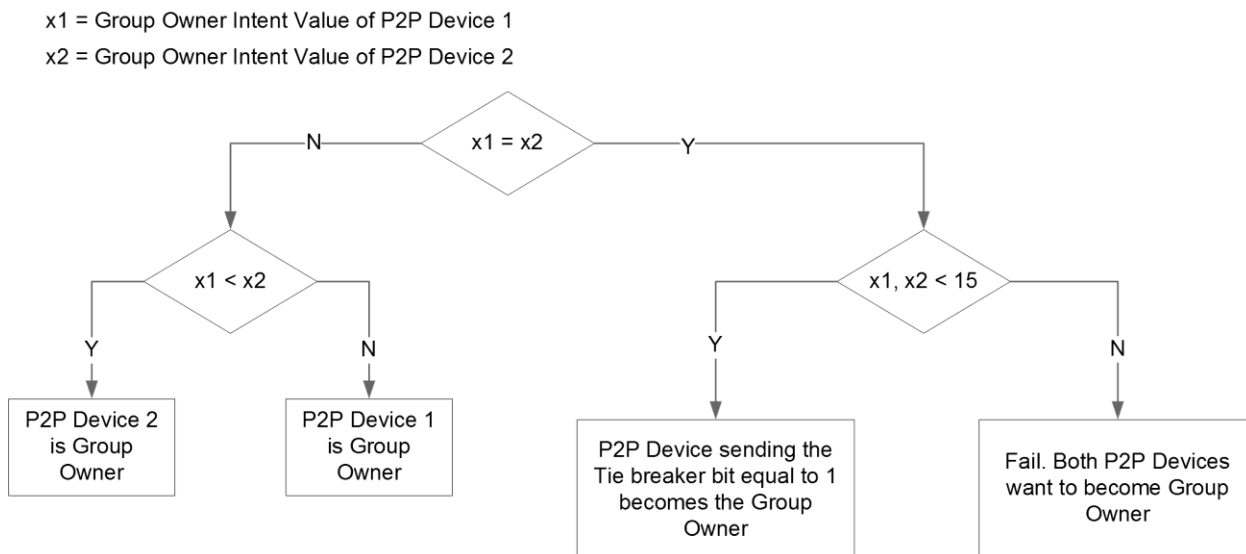 x1 = Group Owner Intent Value of P2P Device 1
x2 = Group Owner Intent Value of P2P Device 2
x1 = x2
N
Y
x1 < x2
x1, x2 < 15
Y
N
Y
N
P2P Device 2
is Group
Owner
P2P Device 1
is Group
Owner
P2P Device sending the
Tie breaker bit equal to 1
becomes the Group
Owner
Fail. Both P2P Devices
want to become Group
Owner